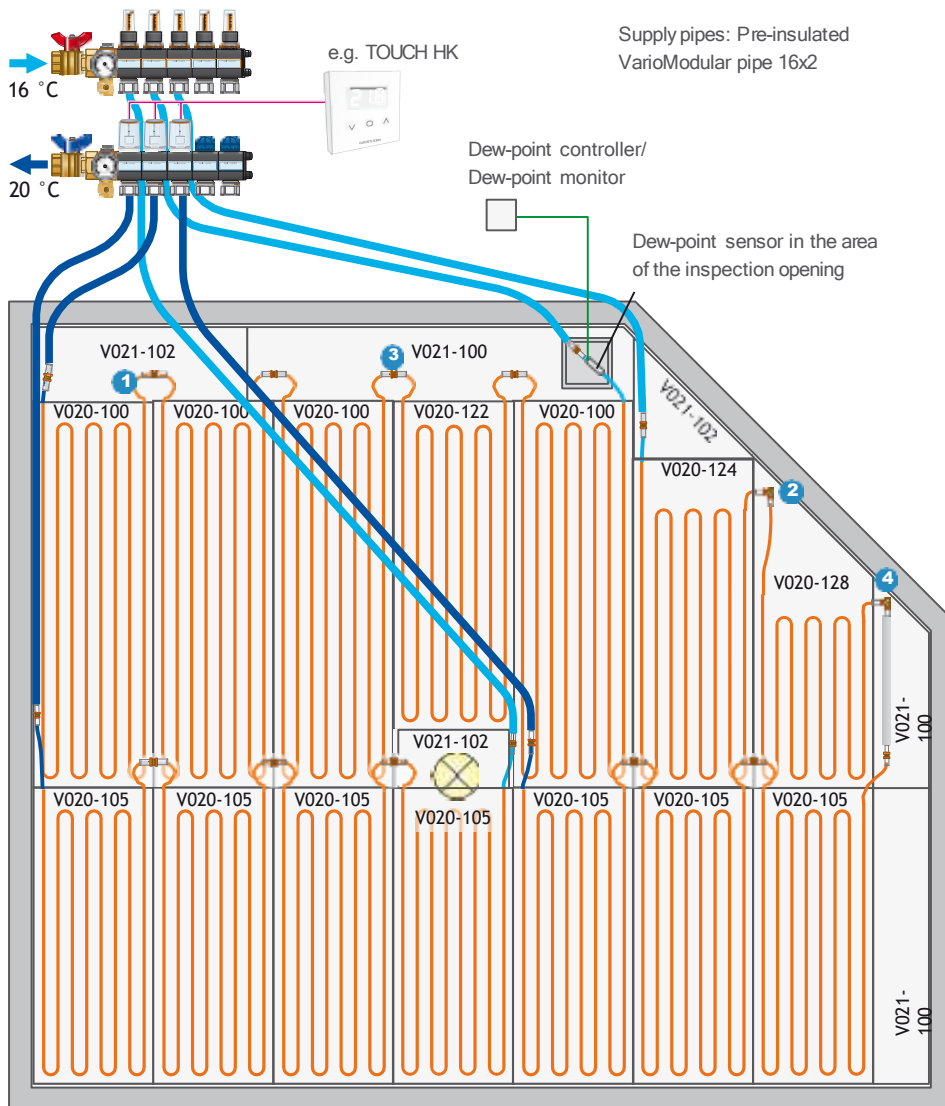 Supply pipes: Pre-insulated
VarioModular pipe 16x2
e.g. TOUCH HK
16 °C
20 °C
Dew-point controller/
Dew-point monitor
Dew-point sensor in the area
of the inspection opening
V021-102
3
V021-100
1
V021-102
V020-100
V020-100
V020-100
V020-122
V020-100
V020-124
2
V020-128
4
V021-
100
V021-102
V020-105
V020-105
V020-105
V020-105
V020-105
V020-105
V020-105
V021-
100